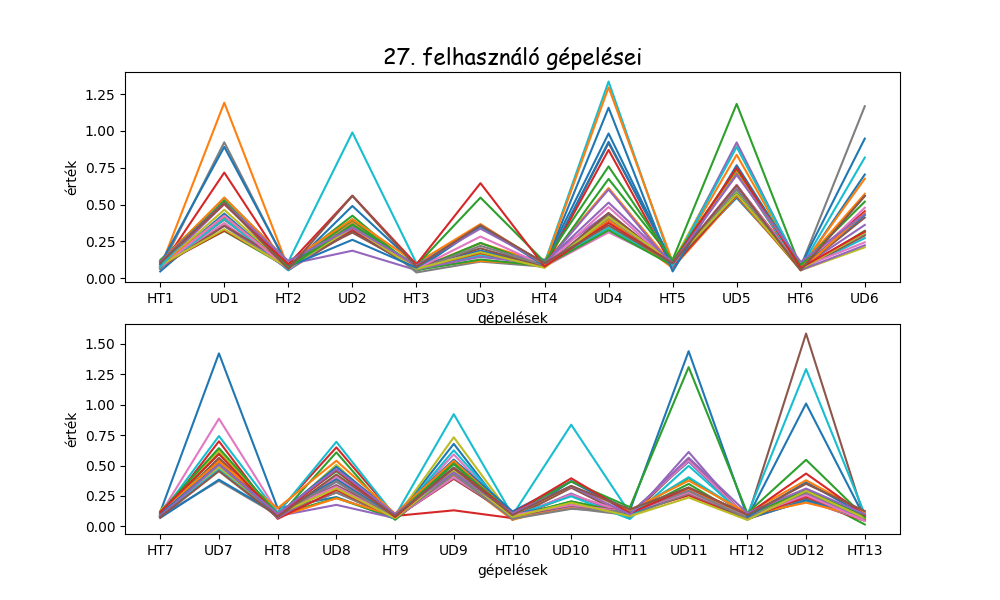 27. felhasználó gépelései
érték
1.25
1.00
0.75
0.50
0.25
0.00
HT1 UD1 HT2 UD2 HT3 UD3 HT4 UD4 HT5 UD5 HT6 UD6
gépelések
érték
1.50
1.25
1.00
0.75
0.50
0.25
0.00
HT7 UD7 HT8 UD8 HT9 UD9 HT10 UD10 HT11 UD11 HT12 UD12 HT13
gépelések